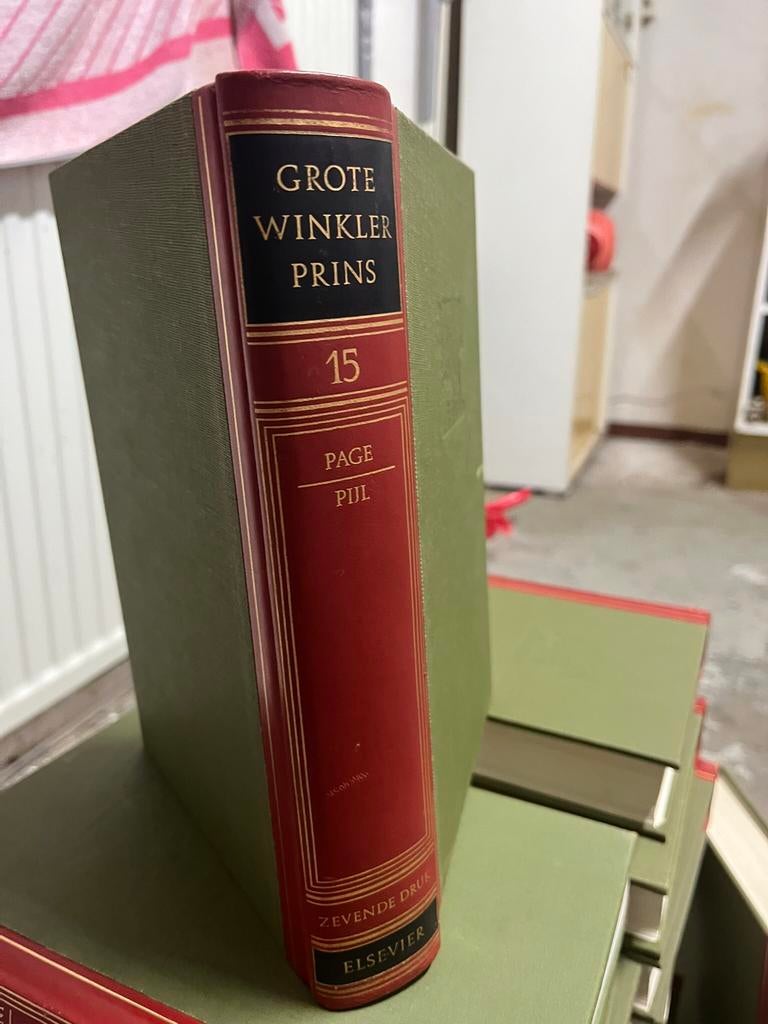 GROTE
WINKLER
PRINS
15
PAGE
PIJL
ZEVENDE DRUK
ELSEVIER